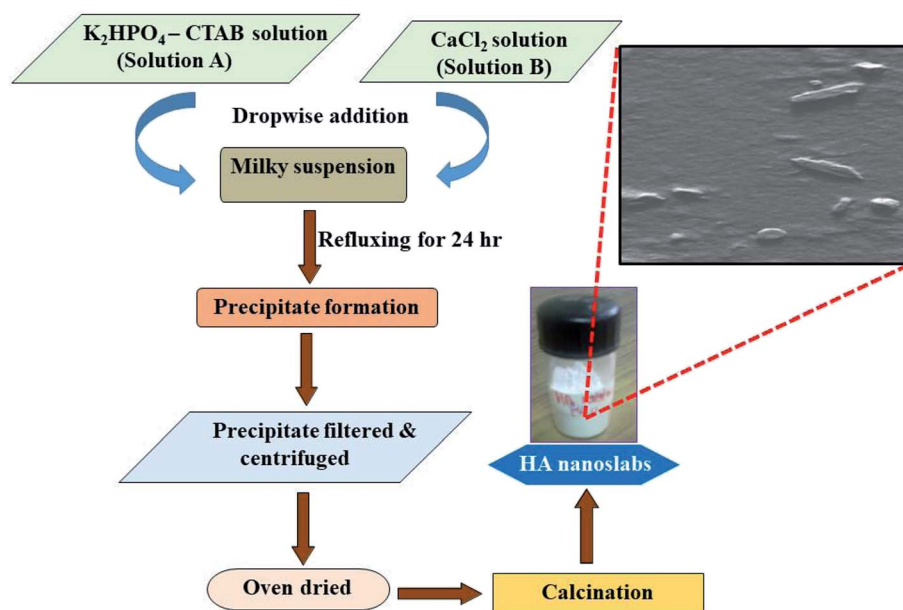 K₂HPO₄ – CTAB solution
(Solution A)
CaCl₂ solution
(Solution B)
Dropwise addition
Milky suspension
Refluxing for 24 hr
Precipitate formation
Precipitate filtered &
centrifuged
HA nanoslabs
Oven dried
Calcination